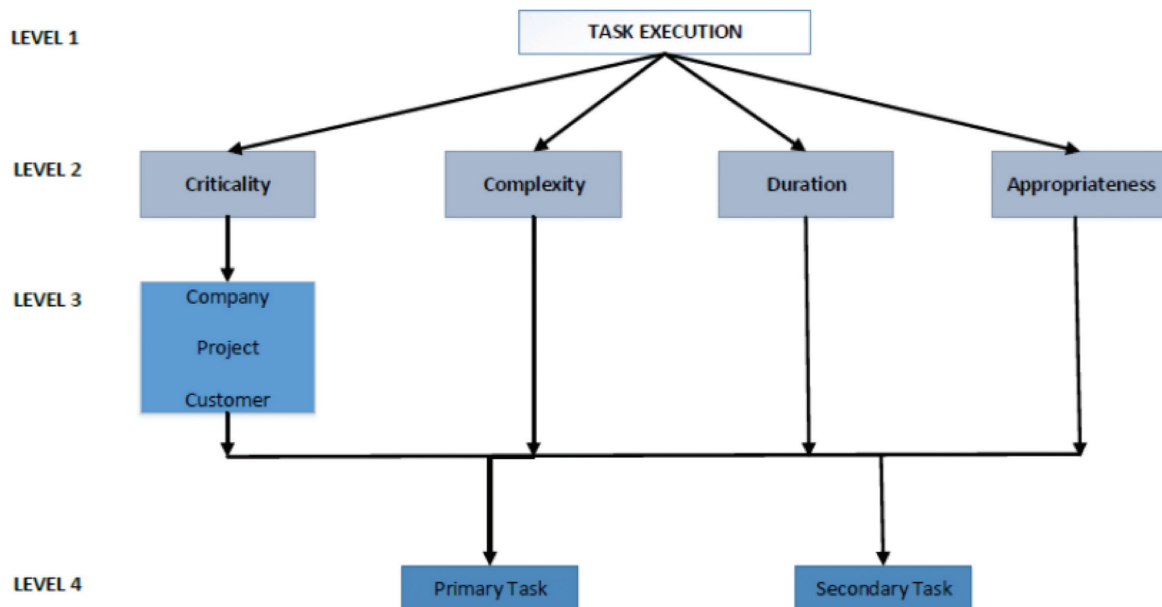 LEVEL 1
TASK EXECUTION
LEVEL 2
Criticality
Complexity
Duration
Appropriateness
LEVEL 3
Company
Project
Customer
LEVEL 4
Primary Task
Secondary Task